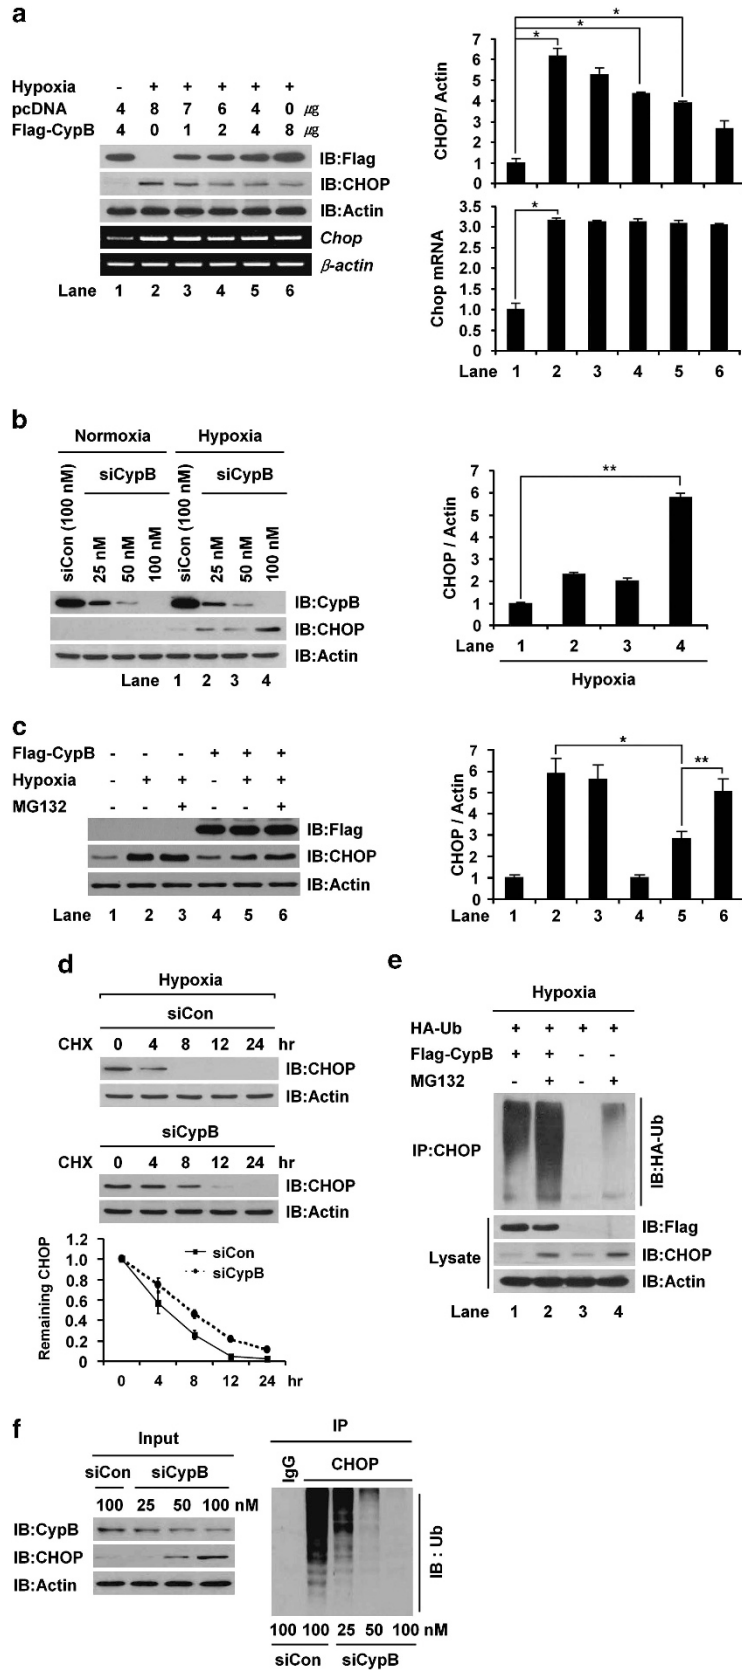 a
Hypoxia - + + + + +
pcDNA 4 8 7 6 4 0 ㎍
Flag-CypB 4 0 1 2 4 8 ㎍
IB:Flag
IB:CHOP
IB:Actin
Chop
β-actin
Lane 1 2 3 4 5 6
* * *
CHOP/ Actin
7
6
5
4
3
2
1
0
*
Chop mRNA
3.5
3.0
2.5
2.0
1.5
1.0
0.5
0
Lane 1 2 3 4 5 6
b
Normoxia Hypoxia
siCypB siCypB
siCon (100 nM) 25 nM 50 nM 100 nM siCon (100 nM) 25 nM 50 nM 100 nM
IB:CypB
IB:CHOP
IB:Actin
Lane 1 2 3 4
**
CHOP / Actin
7
6
5
4
3
2
1
0
Lane 1 2 3 4
Hypoxia
c
Flag-CypB - - - + + +
Hypoxia - + + - + +
MG132 - - + - - +
IB:Flag
IB:CHOP
IB:Actin
Lane 1 2 3 4 5 6
* **
CHOP / Actin
7
6
5
4
3
2
1
0
Lane 1 2 3 4 5 6
d
Hypoxia
siCon
CHX 0 4 8 12 24 hr
IB:CHOP
IB:Actin
siCypB
CHX 0 4 8 12 24 hr
IB:CHOP
IB:Actin
Remaining CHOP
1.2
1.0
0.8
0.6
0.4
0.2
0
siCon
siCypB
0 4 8 12 24 hr
e
Hypoxia
HA-Ub + + + +
Flag-CypB + + - -
MG132 - + - +
IP:CHOP
IB:HA-Ub
Lysate
IB:Flag
IB:CHOP
IB:Actin
Lane 1 2 3 4
f
Input
siCon siCypB
100 25 50 100 nM
IB:CypB
IB:CHOP
IB:Actin
IP
IgG CHOP
IB : Ub
100 100 25 50 100 nM
siCon siCypB